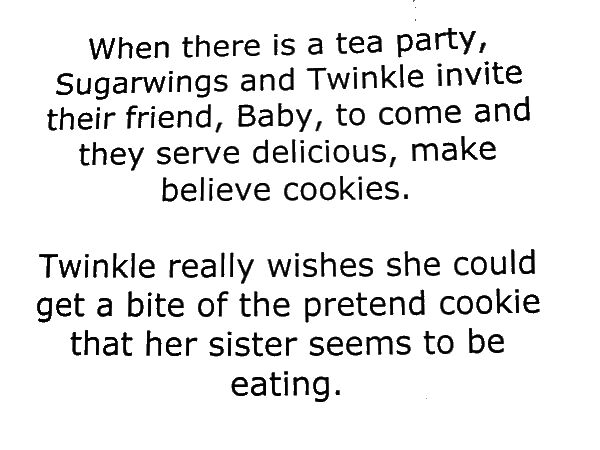 When there is a tea party,
Sugarwings and Twinkle invite
their friend, Baby, to come and
they serve delicious, make
believe cookies.
Twinkle really wishes she could
get a bite of the pretend cookie
that her sister seems to be
eating.